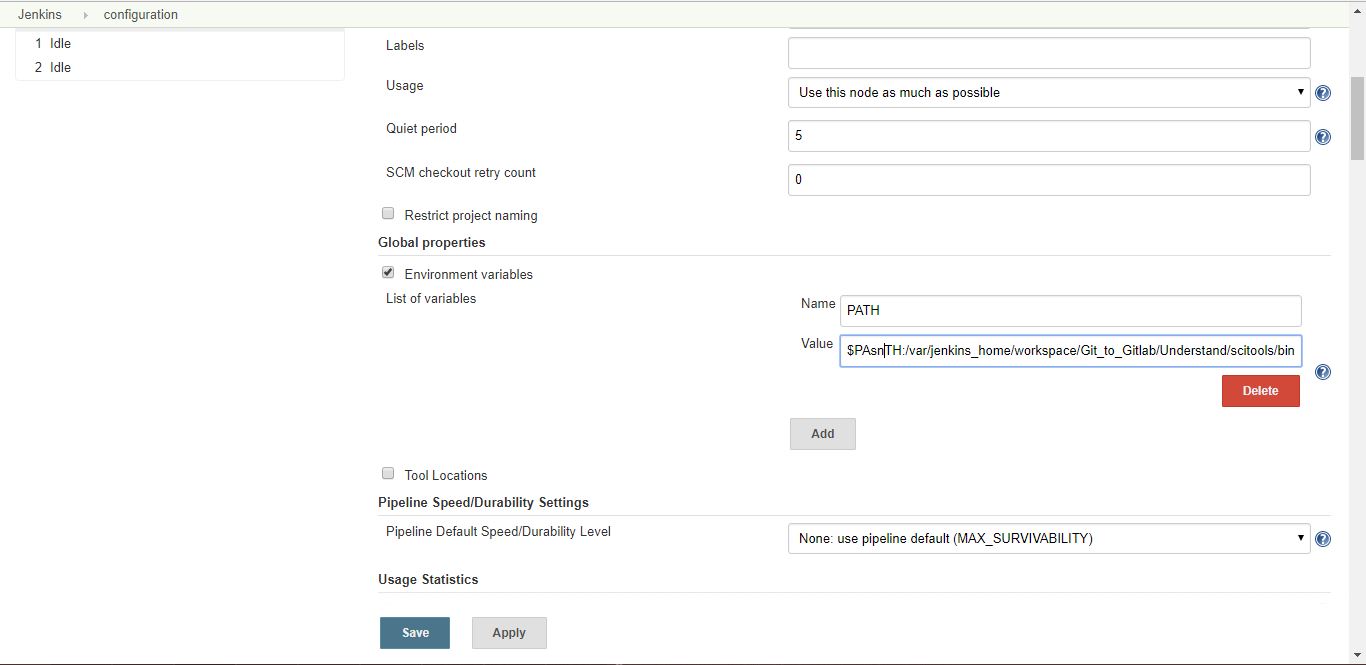 Jenkins configuration
1 Idle
2 Idle
Labels
Usage
Use this node as much as possible
Quiet period
5
SCM checkout retry count
0
Restrict project naming
Global properties
Environment variables
List of variables
Name PATH
Value $PAsnTH:/var/jenkins_home/workspace/Git_to_Gitlab/Understand/scitools/bin
Delete
Add
Tool Locations
Pipeline Speed/Durability Settings
Pipeline Default Speed/Durability Level
None: use pipeline default (MAX_SURVIVABILITY)
Usage Statistics
Save Apply